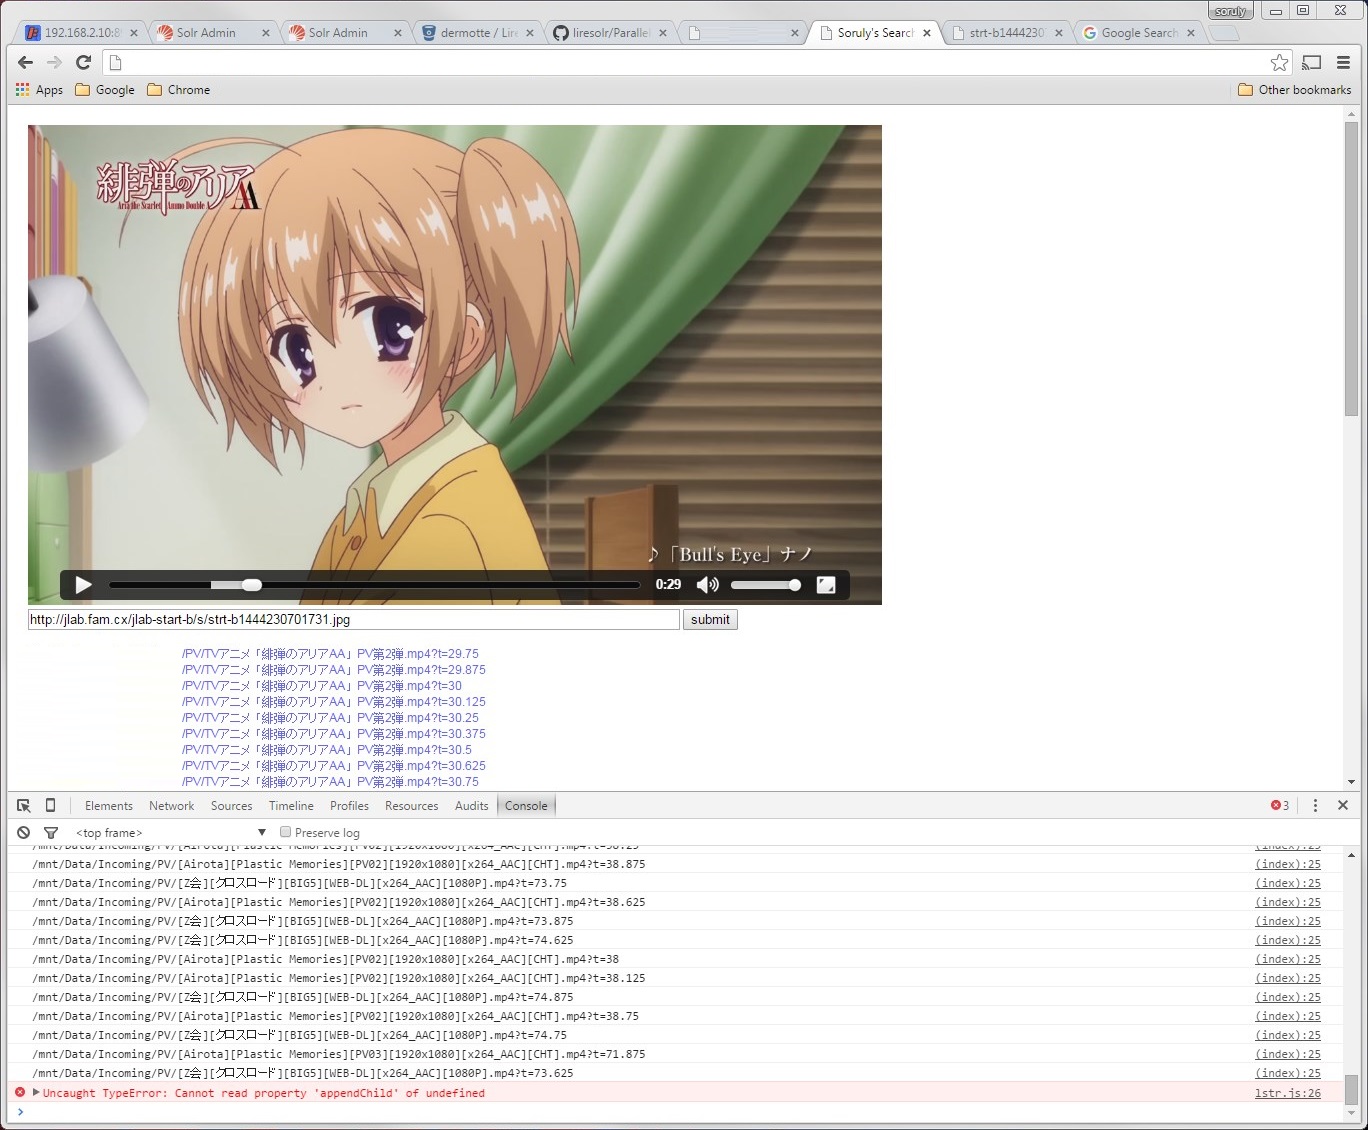 soruly
192.168.2.10:8
Solr Admin
Solr Admin
dermotte / Lire
liresolr/Parallel
Soruly's Search
strt-b1444230
Google Search
Apps
Google
Chrome
Other bookmarks
緋弾のアリアAA
Aria the Scarlet Ammo Double A
♪「Bull's Eye」ナノ
0:29
http://jlab.fam.cx/jlab-start-b/s/strt-b1444230701731.jpg
submit
/PV/TVアニメ「緋弾のアリアAA」PV第2弾.mp4?t=29.75
/PV/TVアニメ「緋弾のアリアAA」PV第2弾.mp4?t=29.875
/PV/TVアニメ「緋弾のアリアAA」PV第2弾.mp4?t=30
/PV/TVアニメ「緋弾のアリアAA」PV第2弾.mp4?t=30.125
/PV/TVアニメ「緋弾のアリアAA」PV第2弾.mp4?t=30.25
/PV/TVアニメ「緋弾のアリアAA」PV第2弾.mp4?t=30.375
/PV/TVアニメ「緋弾のアリアAA」PV第2弾.mp4?t=30.5
/PV/TVアニメ「緋弾のアリアAA」PV第2弾.mp4?t=30.625
/PV/TVアニメ「緋弾のアリアAA」PV第2弾.mp4?t=30.75
Elements Network Sources Timeline Profiles Resources Audits Console 3
<top frame> Preserve log
/mnt/Data/Incoming/PV/[Airota][Plastic Memories][PV02][1920x1080][x264_AAC][CHT].mp4?t=38.25 (index):25
/mnt/Data/Incoming/PV/[Airota][Plastic Memories][PV02][1920x1080][x264_AAC][CHT].mp4?t=38.875 (index):25
/mnt/Data/Incoming/PV/[Z会][クロスロード][BIG5][WEB-DL][x264_AAC][1080P].mp4?t=73.75 (index):25
/mnt/Data/Incoming/PV/[Airota][Plastic Memories][PV02][1920x1080][x264_AAC][CHT].mp4?t=38.625 (index):25
/mnt/Data/Incoming/PV/[Z会][クロスロード][BIG5][WEB-DL][x264_AAC][1080P].mp4?t=73.875 (index):25
/mnt/Data/Incoming/PV/[Z会][クロスロード][BIG5][WEB-DL][x264_AAC][1080P].mp4?t=74.625 (index):25
/mnt/Data/Incoming/PV/[Airota][Plastic Memories][PV02][1920x1080][x264_AAC][CHT].mp4?t=38 (index):25
/mnt/Data/Incoming/PV/[Airota][Plastic Memories][PV02][1920x1080][x264_AAC][CHT].mp4?t=38.125 (index):25
/mnt/Data/Incoming/PV/[Z会][クロスロード][BIG5][WEB-DL][x264_AAC][1080P].mp4?t=74.875 (index):25
/mnt/Data/Incoming/PV/[Airota][Plastic Memories][PV02][1920x1080][x264_AAC][CHT].mp4?t=38.75 (index):25
/mnt/Data/Incoming/PV/[Z会][クロスロード][BIG5][WEB-DL][x264_AAC][1080P].mp4?t=74.75 (index):25
/mnt/Data/Incoming/PV/[Airota][Plastic Memories][PV03][1920x1080][x264_AAC][CHT].mp4?t=71.875 (index):25
/mnt/Data/Incoming/PV/[Z会][クロスロード][BIG5][WEB-DL][x264_AAC][1080P].mp4?t=73.625 (index):25
Uncaught TypeError: Cannot read property 'appendChild' of undefined lstr.js:26